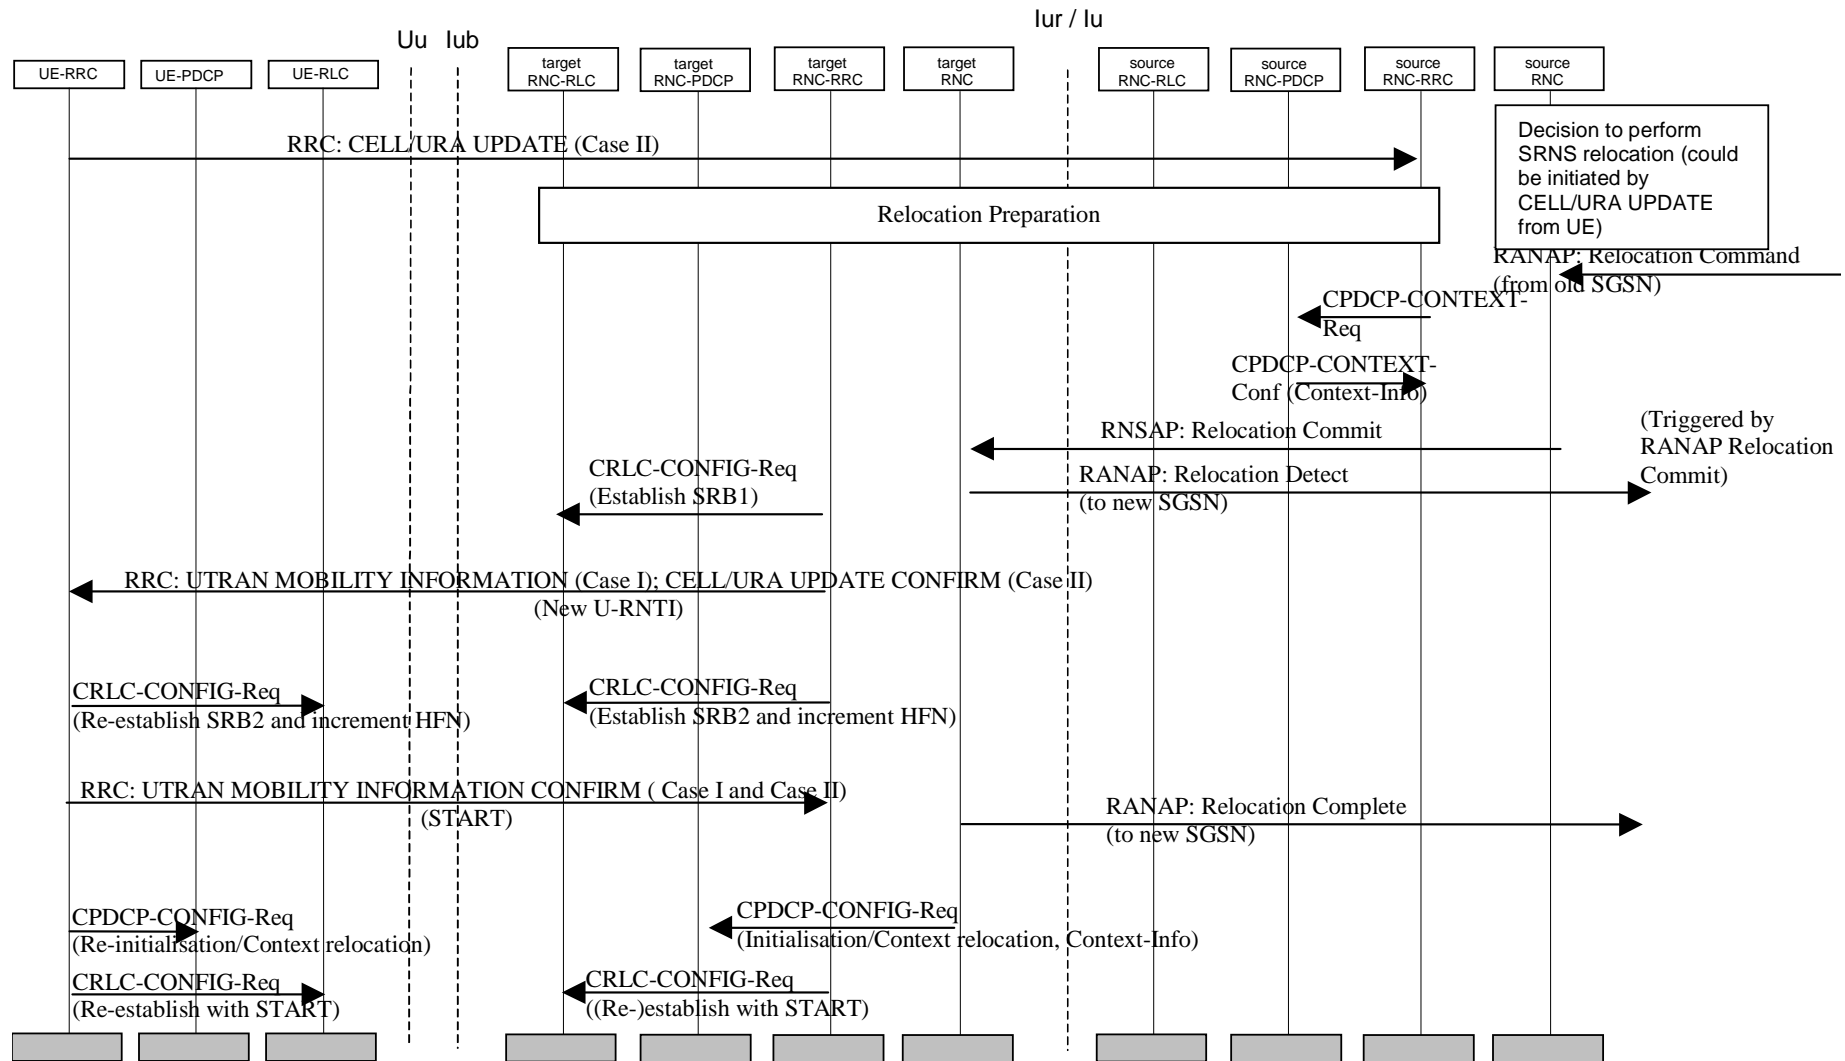 Iur / Iu
Uu Iub
UE-RRC
UE-PDCP
UE-RLC
target
RNC-RLC
target
RNC-PDCP
target
RNC-RRC
target
RNC
source
RNC-RLC
source
RNC-PDCP
source
RNC-RRC
source
RNC
Decision to perform
SRNS relocation (could
be initiated by
CELL/URA UPDATE
from UE)
RRC: CELL/URA UPDATE (Case II)
Relocation Preparation
RANAP: Relocation Command
(from old SGSN)
CPDCP-CONTEXT-
Req
CPDCP-CONTEXT-
Conf (Context-Info)
(Triggered by
RANAP Relocation
Commit)
RNSAP: Relocation Commit
CRLC-CONFIG-Req
(Establish SRB1)
RANAP: Relocation Detect
(to new SGSN)
RRC: UTRAN MOBILITY INFORMATION (Case I); CELL/URA UPDATE CONFIRM (Case II)
(New U-RNTI)
CRLC-CONFIG-Req
(Re-establish SRB2 and increment HFN)
CRLC-CONFIG-Req
(Establish SRB2 and increment HFN)
RRC: UTRAN MOBILITY INFORMATION CONFIRM ( Case I and Case II)
(START)
RANAP: Relocation Complete
(to new SGSN)
CPDCP-CONFIG-Req
(Re-initialisation/Context relocation)
CPDCP-CONFIG-Req
(Initialisation/Context relocation, Context-Info)
CRLC-CONFIG-Req
(Re-establish with START)
CRLC-CONFIG-Req
((Re-)establish with START)